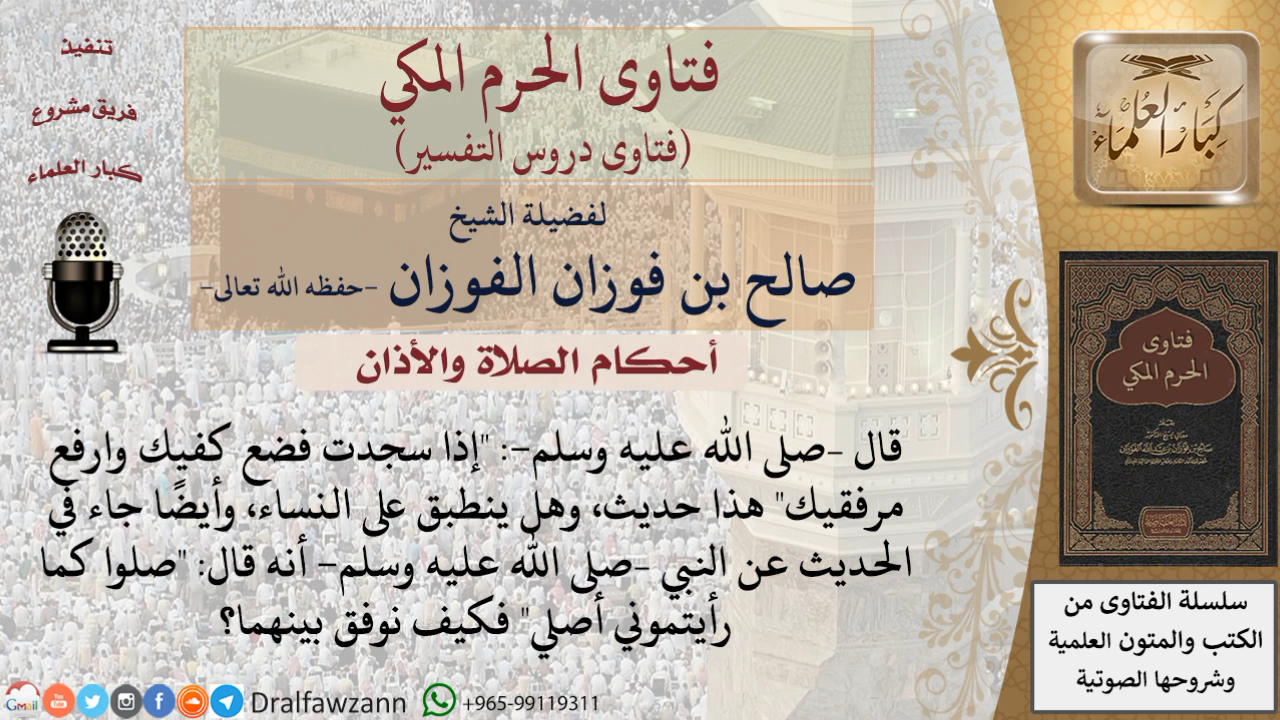 تنفيذ
فريق مشروع
كبار العلماء
فتاوى الحرم المكي
(فتاوى دروس التفسير)
لفضيلة الشيخ
صالح بن فوزان الفوزان -حفظه الله تعالى-
أحكام الصلاة والأذان
قال -صلى الله عليه وسلم-: "إذا سجدت فضع كفيك وارفع
مرفقيك" هذا حديث، وهل ينطبق على النساء، وأيضًا جاء في
الحديث عن النبي -صلى الله عليه وسلم- أنه قال: "صلوا كما
رأيتموني أصلي" فكيف نوفق بينهما؟
Gmail
You Tube
Dralfawzann
+965-99119311
كبار العلماء
فتاوى
الحرم المكي
سلسلة الفتاوى من
الكتب والمتون العلمية
وشروحها الصوتية